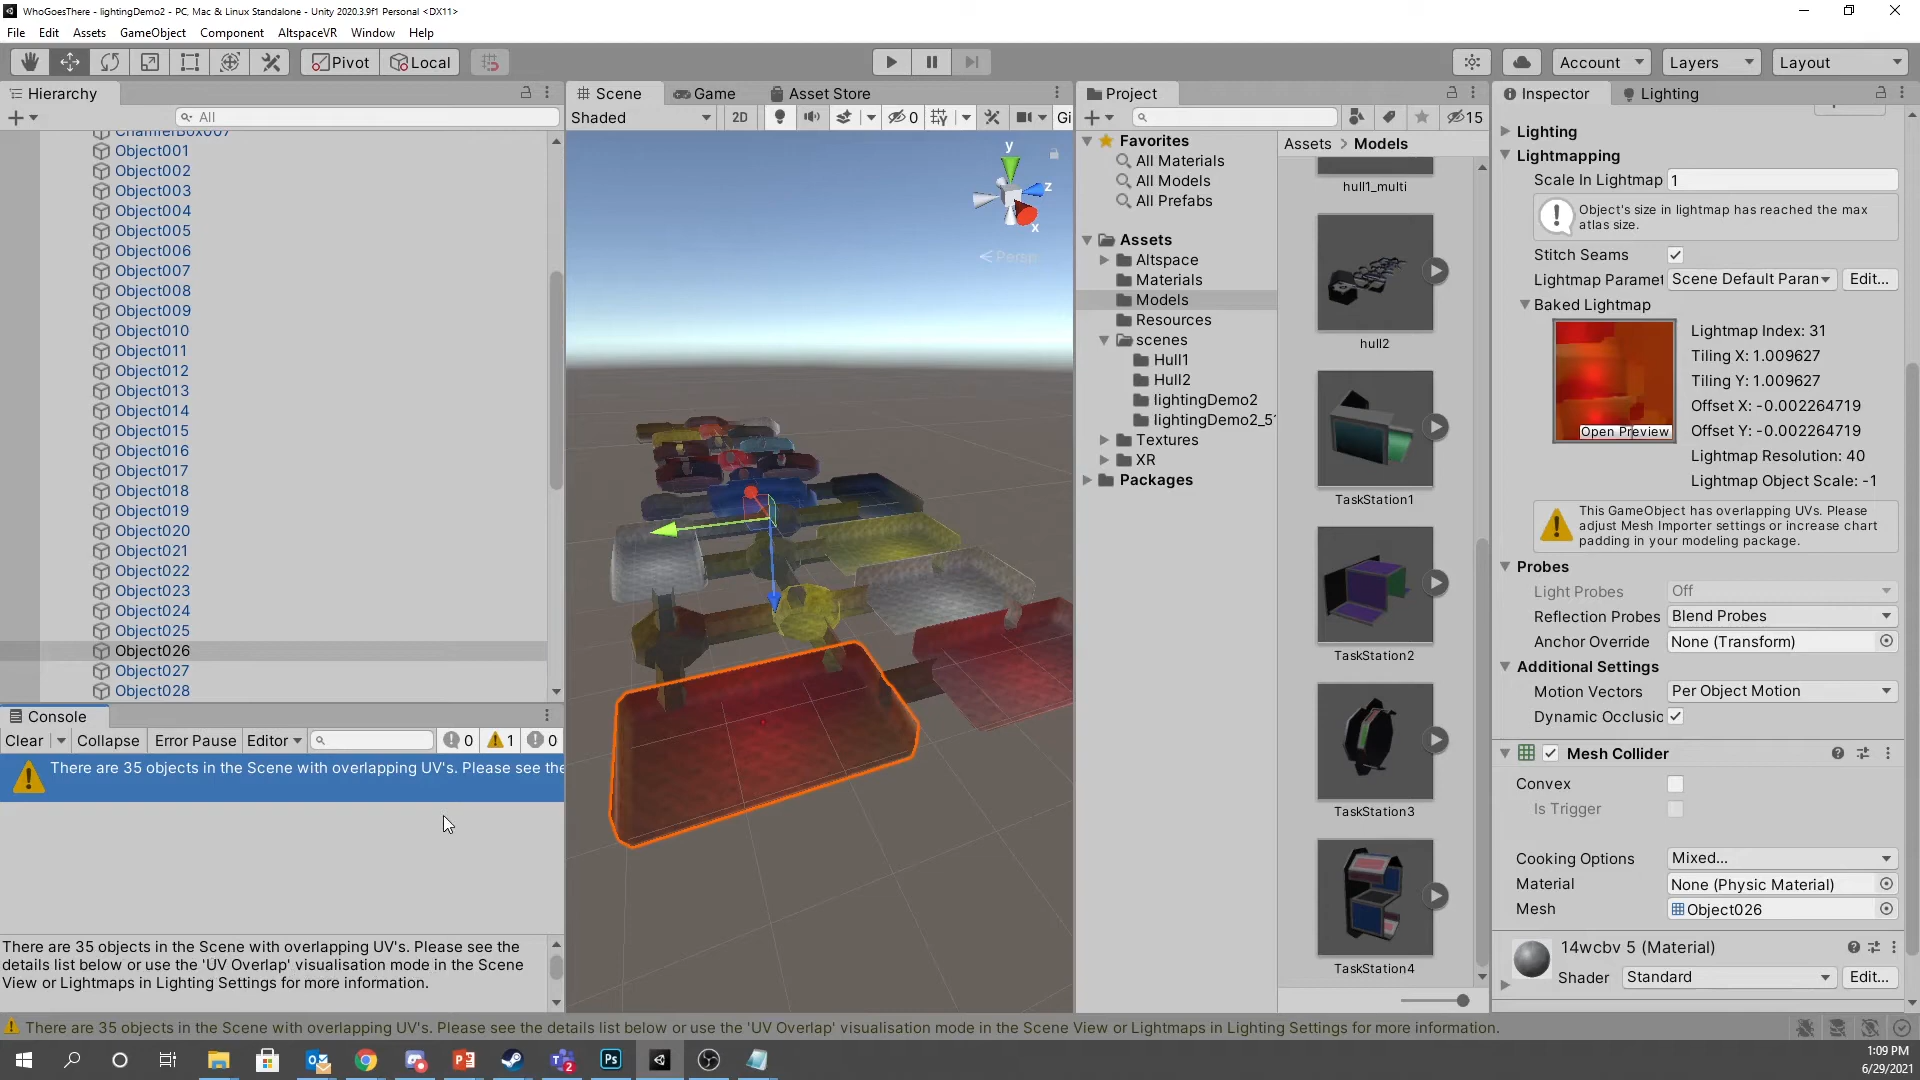 WhoGoesThere - lightingDemo2 - PC, Mac & Linux Standalone - Unity 2020.3.9f1 Personal <DX11>
File Edit Assets GameObject Component AltspaceVR Window Help
Pivot Local Account Layers Layout
Hierarchy
All
ChamferBox007
Object001
Object002
Object003
Object004
Object005
Object006
Object007
Object008
Object009
Object010
Object011
Object012
Object013
Object014
Object015
Object016
Object017
Object018
Object019
Object020
Object021
Object022
Object023
Object024
Object025
Object026
Object027
Object028
Scene Game Asset Store
Shaded 2D 0 Gi
y
z
x
Persp
Project
15
Favorites
All Materials
All Models
All Prefabs
Assets
Altspace
Materials
Models
Resources
scenes
Hull1
Hull2
lightingDemo2
lightingDemo2_51
Textures
XR
Packages
Assets > Models
hull1_multi
hull2
TaskStation1
TaskStation2
TaskStation3
TaskStation4
Inspector Lighting
Lighting
Lightmapping
Scale In Lightmap 1
Object's size in lightmap has reached the max
atlas size.
Stitch Seams
Lightmap Paramet Scene Default Param Edit...
Baked Lightmap
Open Preview
Lightmap Index: 31
Tiling X: 1.009627
Tiling Y: 1.009627
Offset X: -0.002264719
Offset Y: -0.002264719
Lightmap Resolution: 40
Lightmap Object Scale: -1
This GameObject has overlapping UVs. Please
adjust Mesh Importer settings or increase chart
padding in your modeling package.
Probes
Light Probes Off
Reflection Probes Blend Probes
Anchor Override None (Transform)
Additional Settings
Motion Vectors Per Object Motion
Dynamic Occlusic
Mesh Collider
Convex
Is Trigger
Cooking Options Mixed...
Material None (Physic Material)
Mesh Object026
14wcbv 5 (Material)
Shader Standard Edit...
Console
Clear Collapse Error Pause Editor 0 1 0
There are 35 objects in the Scene with overlapping UV's. Please see the
There are 35 objects in the Scene with overlapping UV's. Please see the
details list below or use the 'UV Overlap' visualisation mode in the Scene
View or Lightmaps in Lighting Settings for more information.
There are 35 objects in the Scene with overlapping UV's. Please see the details list below or use the 'UV Overlap' visualisation mode in the Scene View or Lightmaps in Lighting Settings for more information.
2
Ps
1:09 PM
6/29/2021